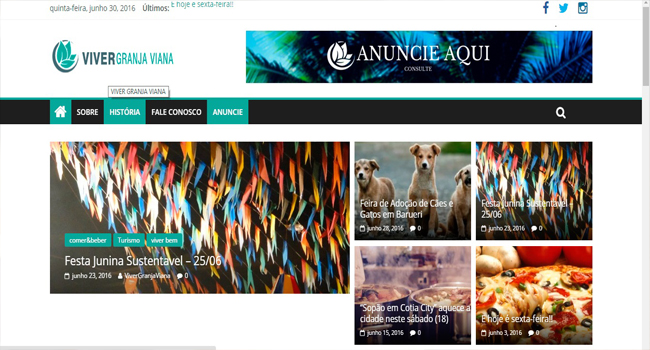 quinta-feira, junho 30, 2016 Últimos: E hoje é sexta-feira!!
VIVER GRANJA VIANA
ANUNCIE AQUI
CONSULTE
VIVER GRANJA VIANA
SOBRE HISTÓRIA FALE CONOSCO ANUNCIE
comer&beber Turismo viver bem
Festa Junina Sustentável – 25/06
junho 23, 2016 ViverGranjaViana 0
Feira de Adoção de Cães e
Gatos em Barueri
junho 28, 2016 0
Festa Junina Sustentável –
25/06
junho 23, 2016 0
“Sopão em Cotia City” aquece a
cidade neste sábado (18)
junho 15, 2016 0
E hoje é sexta-feira!!
junho 3, 2016 0